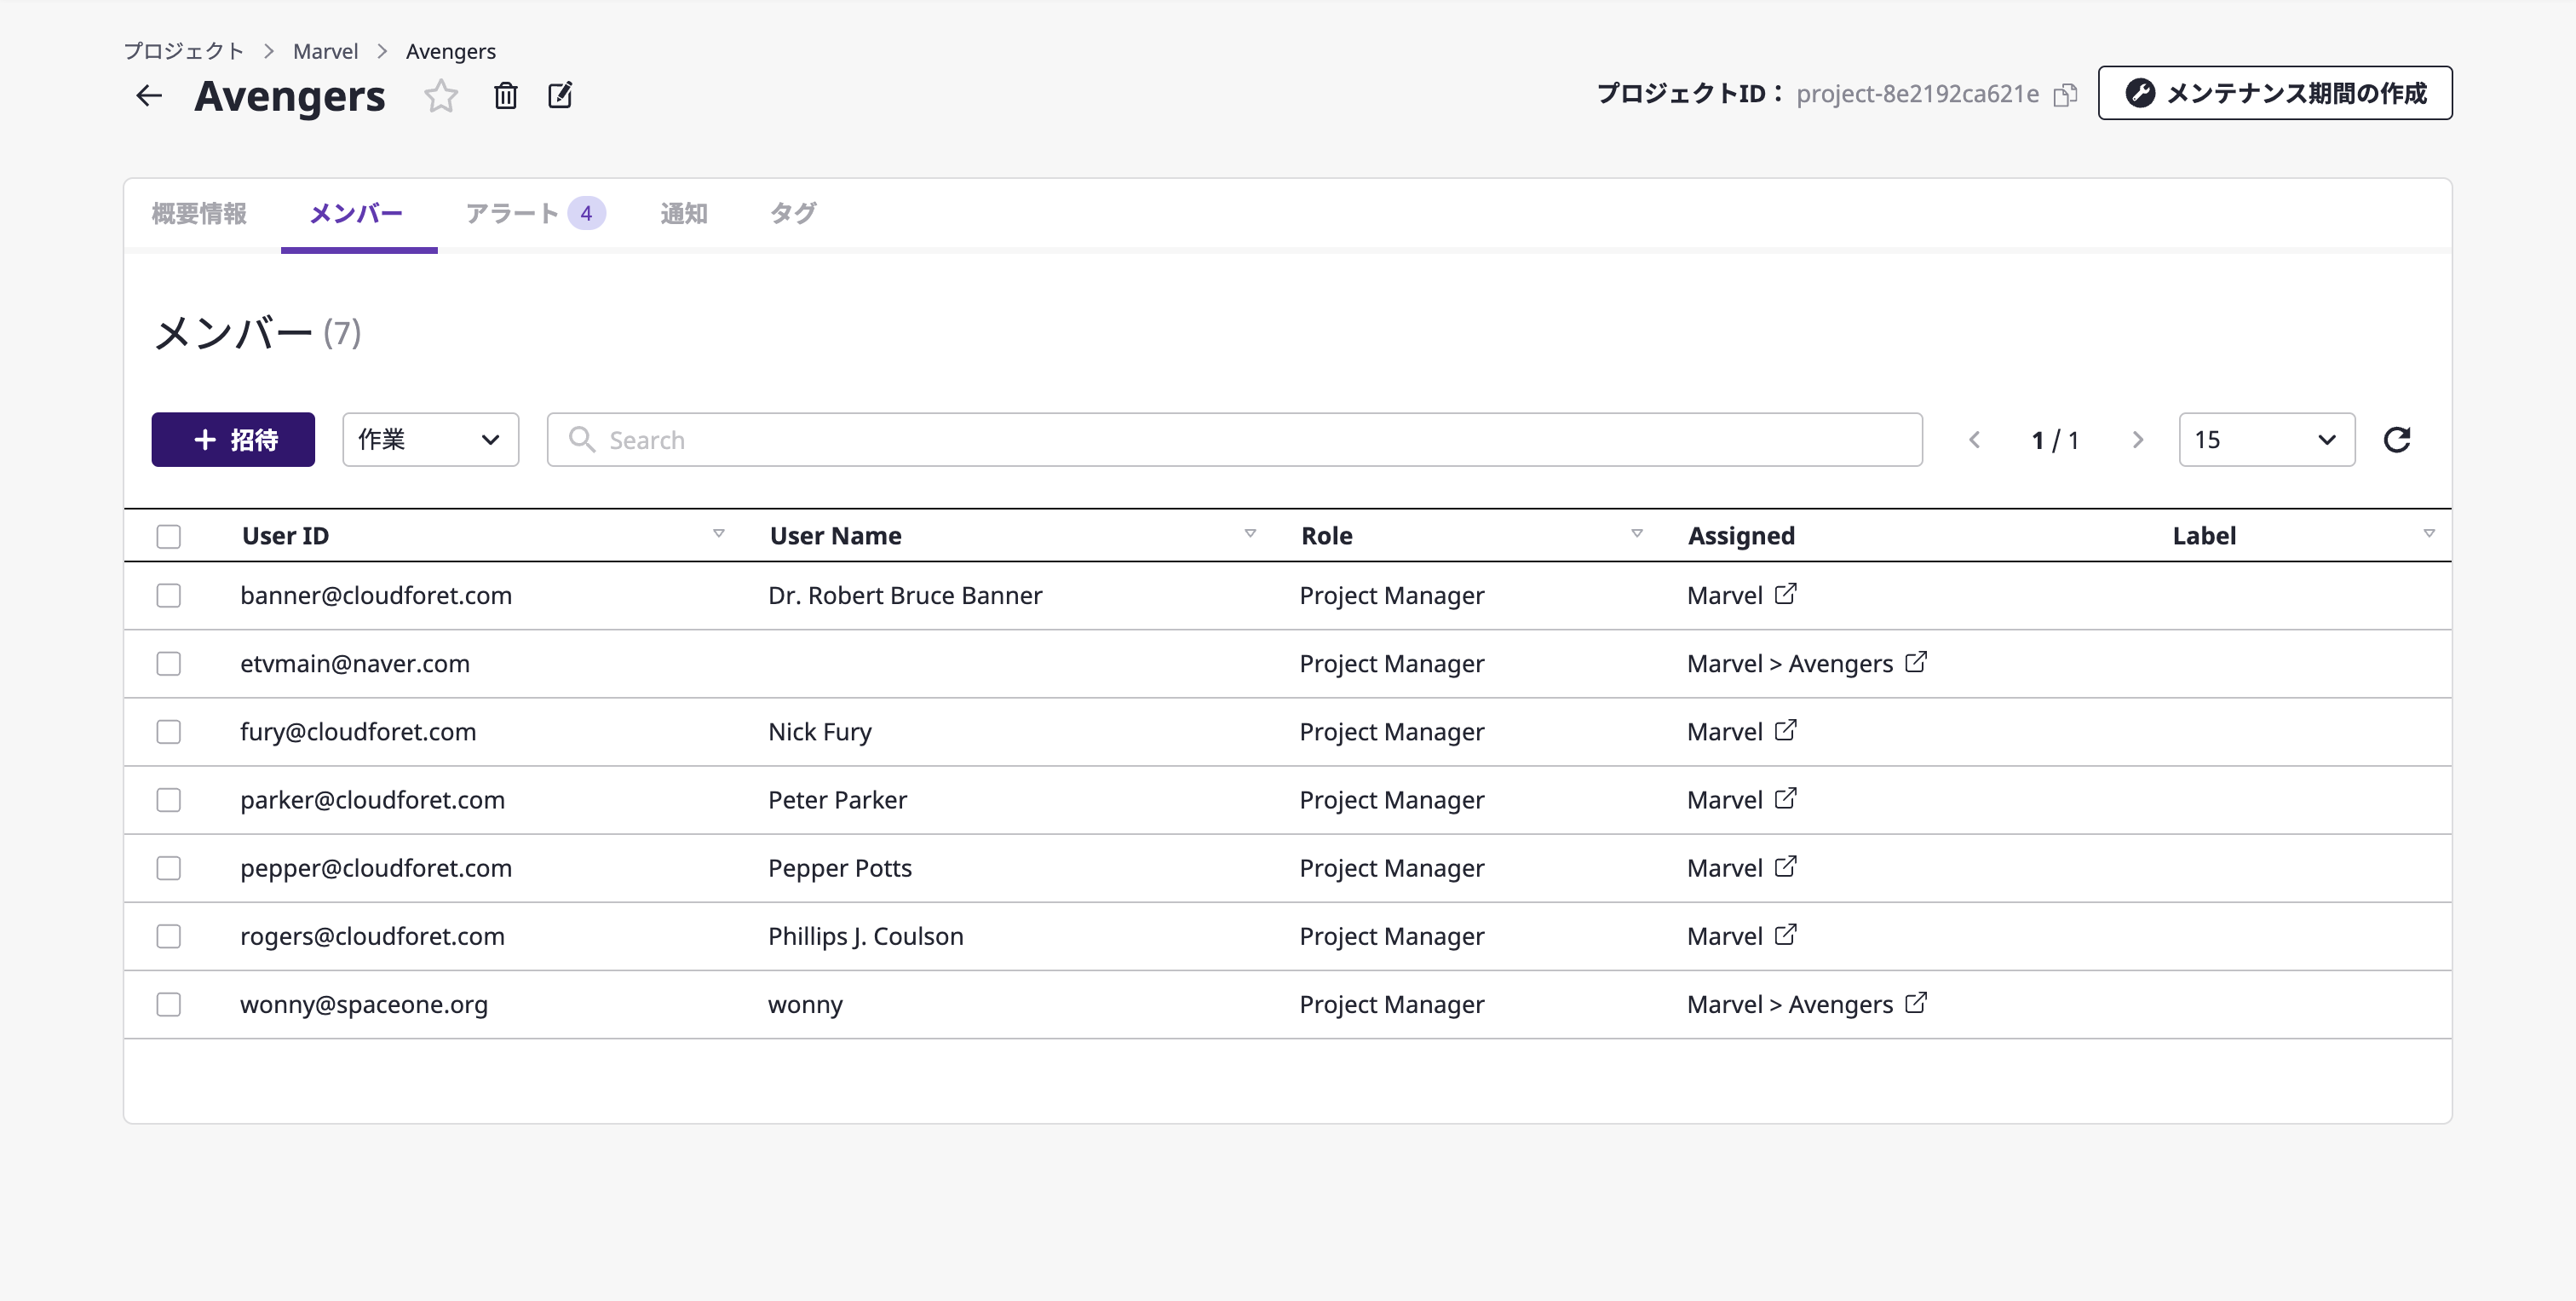 プロジェクト > Marvel > Avengers
Avengers
プロジェクトID： project-8e2192ca621e
メンテナンス期間の作成
概要情報 メンバー アラート 4 通知 タグ
メンバー (7)
招待 作業 Search 1 / 1 15
User ID User Name Role Assigned Label
banner@cloudforet.com Dr. Robert Bruce Banner Project Manager Marvel
etvmain@naver.com Project Manager Marvel > Avengers
fury@cloudforet.com Nick Fury Project Manager Marvel
parker@cloudforet.com Peter Parker Project Manager Marvel
pepper@cloudforet.com Pepper Potts Project Manager Marvel
rogers@cloudforet.com Phillips J. Coulson Project Manager Marvel
wonny@spaceone.org wonny Project Manager Marvel > Avengers